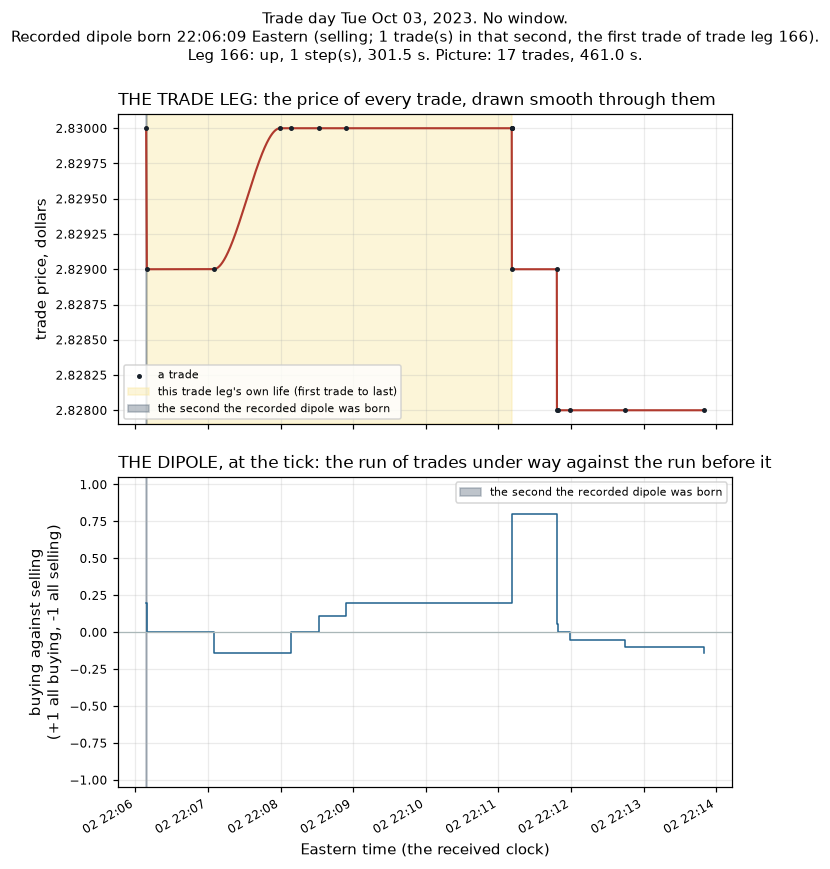 Trade day Tue Oct 03, 2023. No window.
Recorded dipole born 22:06:09 Eastern (selling; 1 trade(s) in that second, the first trade of trade leg 166).
Leg 166: up, 1 step(s), 301.5 s. Picture: 17 trades, 461.0 s.
THE TRADE LEG: the price of every trade, drawn smooth through them
trade price, dollars
2.83000
2.82975
2.82950
2.82925
2.82900
2.82875
2.82850
2.82825
2.82800
a trade
this trade leg's own life (first trade to last)
the second the recorded dipole was born
THE DIPOLE, at the tick: the run of trades under way against the run before it
buying against selling
(+1 all buying, -1 all selling)
1.00
0.75
0.50
0.25
0.00
−0.25
−0.50
−0.75
−1.00
the second the recorded dipole was born
02 22:06
02 22:07
02 22:08
02 22:09
02 22:10
02 22:11
02 22:12
02 22:13
02 22:14
Eastern time (the received clock)